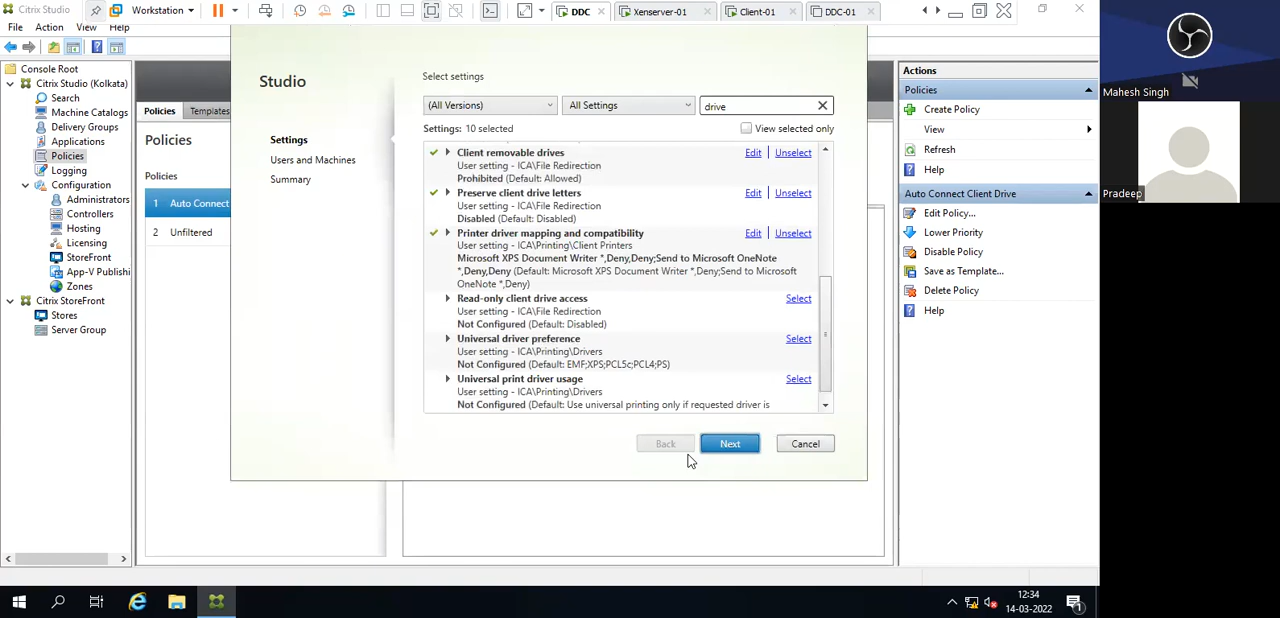 Citrix Studio
Workstation
DDC
Xenserver-01
Client-01
DDC-01
File
Action
View
Help
Console Root
Citrix Studio (Kolkata)
Search
Machine Catalogs
Delivery Groups
Applications
Policies
Logging
Configuration
Administrators
Controllers
Hosting
Licensing
StoreFront
App-V Publishi
Zones
Citrix StoreFront
Stores
Server Group
Policies
Templates
Policies
Policies
1 Auto Connect
2 Unfiltered
Studio
Settings
Users and Machines
Summary
Select settings
(All Versions)
All Settings
drive
Settings: 10 selected
View selected only
Client removable drives
Edit | Unselect
User setting - ICA\File Redirection
Prohibited (Default: Allowed)
Preserve client drive letters
Edit | Unselect
User setting - ICA\File Redirection
Disabled (Default: Disabled)
Printer driver mapping and compatibility
Edit | Unselect
User setting - ICA\Printing\Client Printers
Microsoft XPS Document Writer *,Deny,Deny;Send to Microsoft OneNote
*,Deny,Deny (Default: Microsoft XPS Document Writer *,Deny;Send to Microsoft
OneNote *,Deny)
Read-only client drive access
Select
User setting - ICA\File Redirection
Not Configured (Default: Disabled)
Universal driver preference
Select
User setting - ICA\Printing\Drivers
Not Configured (Default: EMF;XPS;PCL5c;PCL4;PS)
Universal print driver usage
Select
User setting - ICA\Printing\Drivers
Not Configured (Default: Use universal printing only if requested driver is
Back
Next
Cancel
Actions
Policies
Create Policy
View
Refresh
Help
Auto Connect Client Drive
Edit Policy...
Lower Priority
Disable Policy
Save as Template...
Delete Policy
Help
Mahesh Singh
Pradeep
12:34
14-03-2022
1